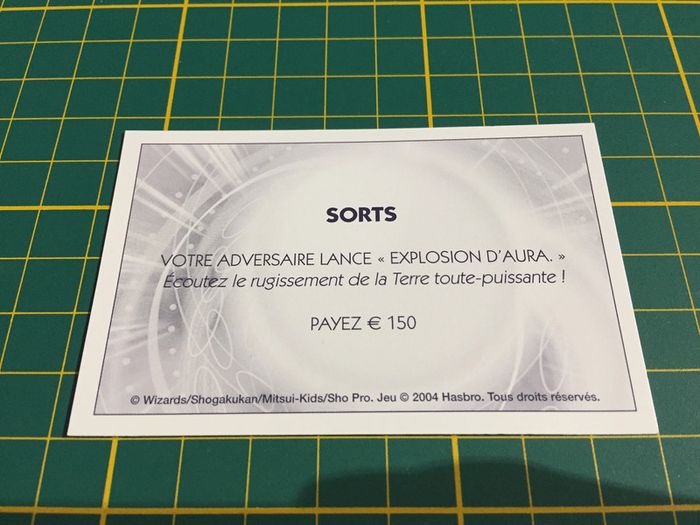 SORTS
VOTRE ADVERSAIRE LANCE « EXPLOSION D'AURA. »
Écoutez le rugissement de la Terre toute-puissante !
PAYEZ € 150
© Wizards/Shogakukan/Mitsui-Kids/Sho Pro. Jeu © 2004 Hasbro. Tous droits réservés.